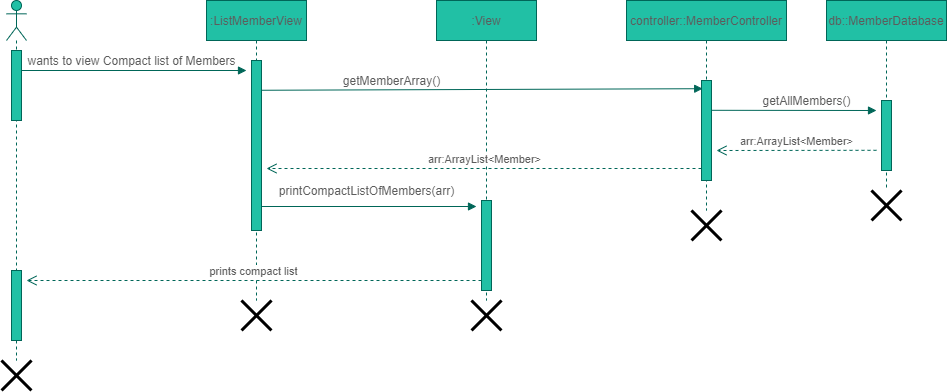 :ListMemberView
:View
controller::MemberController
db::MemberDatabase
wants to view Compact list of Members
getMemberArray()
getAllMembers()
arr:ArrayList<Member>
arr:ArrayList<Member>
printCompactListOfMembers(arr)
prints compact list